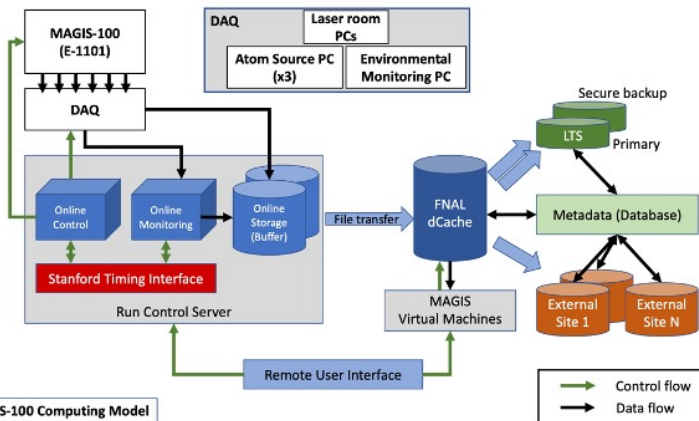 MAGIS-100
(E-1101)
DAQ
DAQ
Laser room
PCs
Atom Source PC
(x3)
Environmental
Monitoring PC
Online
Control
Online
Monitoring
Online
Storage
(Buffer)
Stanford Timing Interface
Run Control Server
File transfer
FNAL
dCache
MAGIS
Virtual Machines
Remote User Interface
Secure backup
LTS
Primary
Metadata (Database)
External
Site 1
External
Site N
Control flow
Data flow
S-100 Computing Model